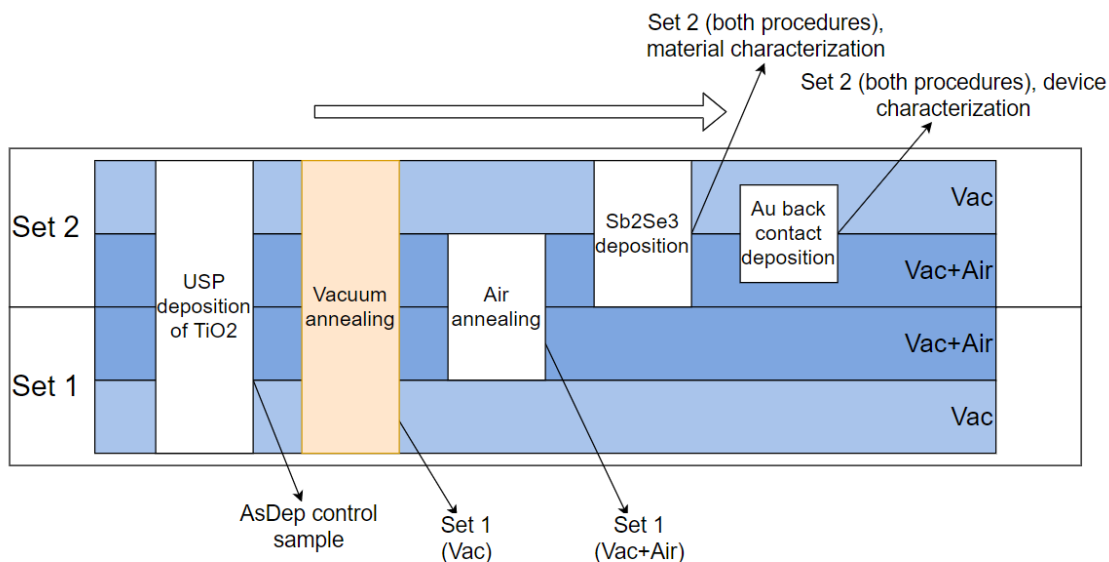 Set 2 (both procedures),
material characterization
Set 2 (both procedures), device
characterization
Set 2
Set 1
USP
deposition
of TiO2
Vacuum
annealing
Air
annealing
Sb2Se3
deposition
Au back
contact
deposition
Vac
Vac+Air
Vac+Air
Vac
AsDep control
sample
Set 1
(Vac)
Set 1
(Vac+Air)